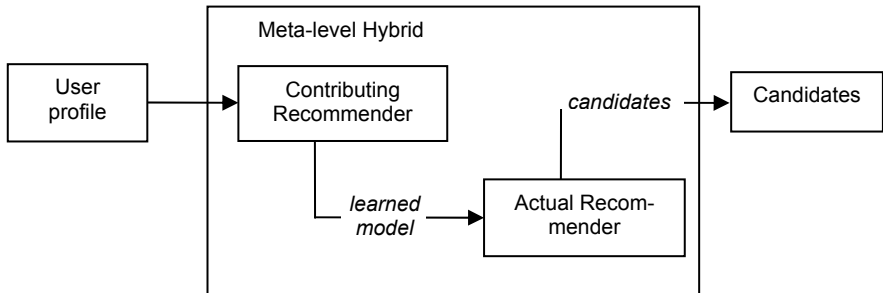 Meta-level Hybrid
User
profile
Contributing
Recommender
candidates
Candidates
learned
model
Actual Recom-
mender